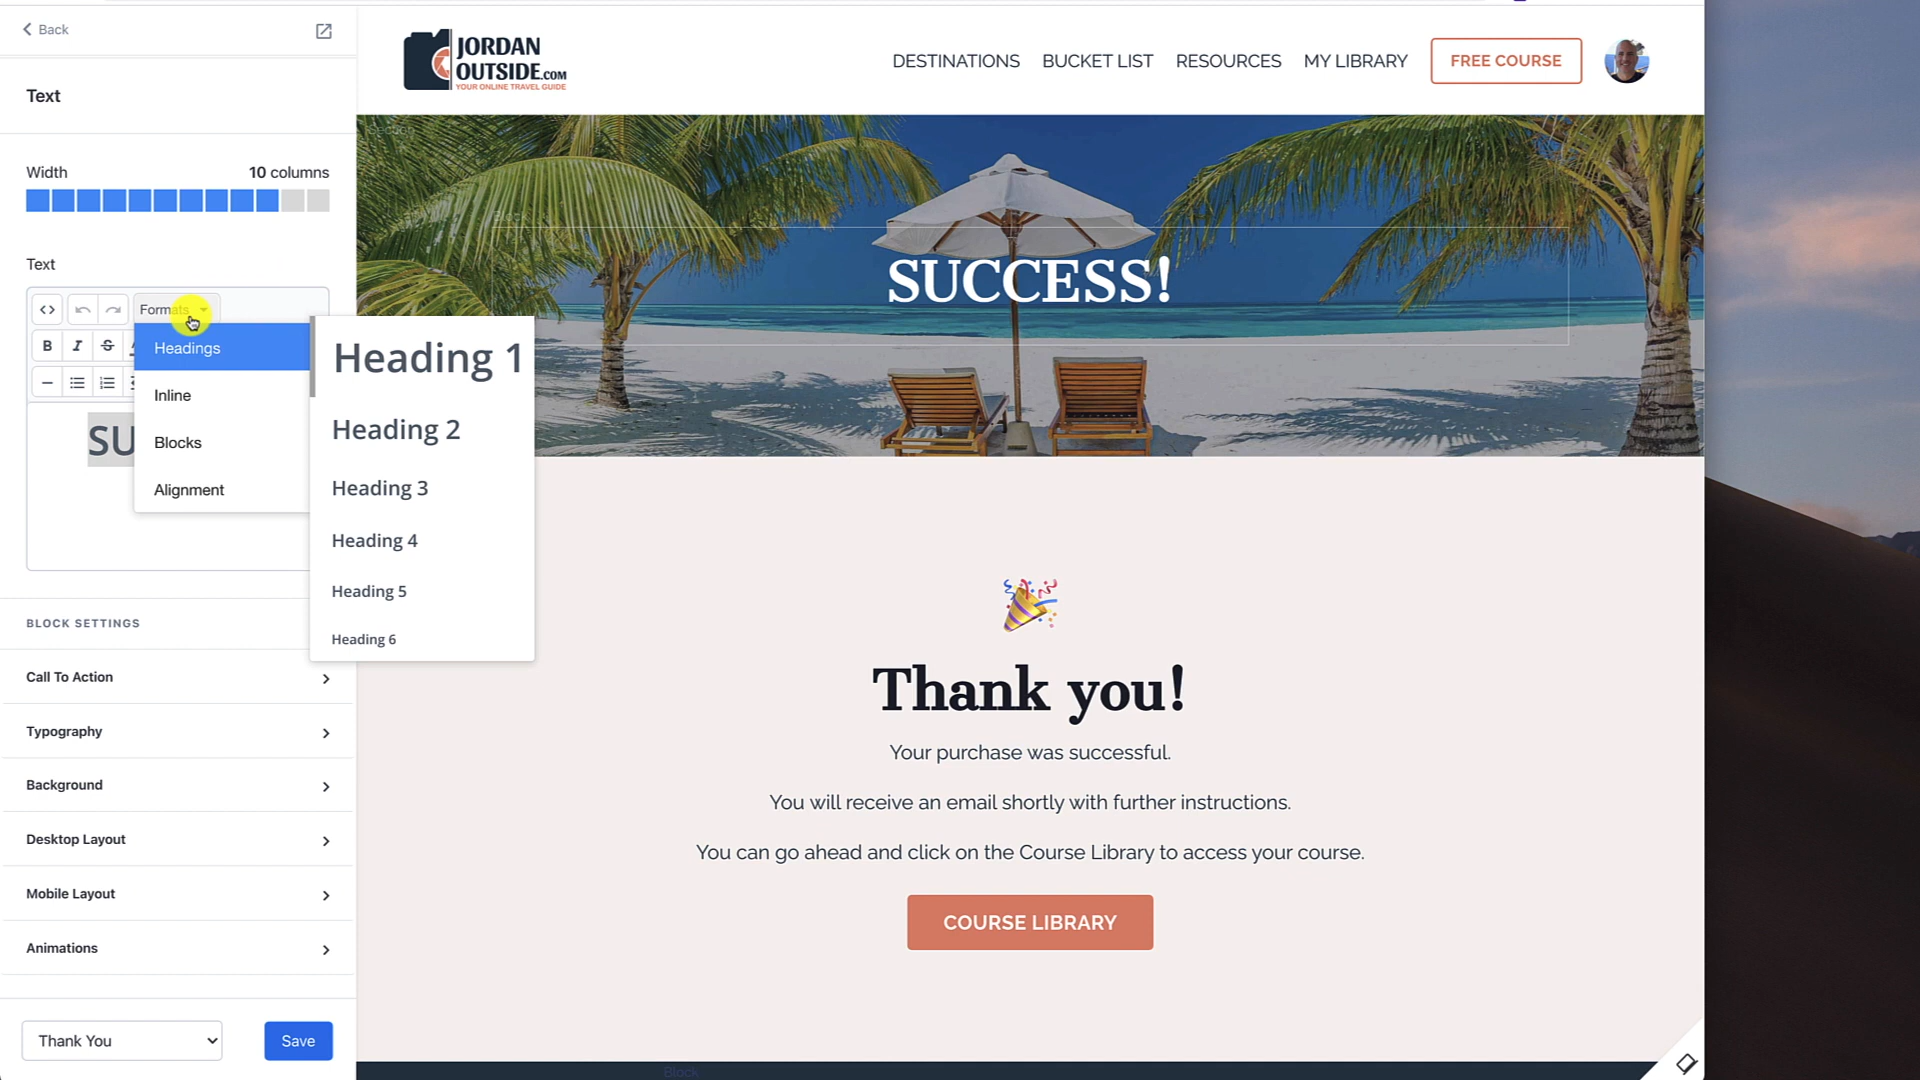 Back
Text
Width 10 columns
Text
Formats
B I S
SU
Headings
Inline
Blocks
Alignment
Heading 1
Heading 2
Heading 3
Heading 4
Heading 5
Heading 6
BLOCK SETTINGS
Call To Action
Typography
Background
Desktop Layout
Mobile Layout
Animations
Thank You
Save
JORDAN
OUTSIDE.COM
YOUR ONLINE TRAVEL GUIDE
DESTINATIONS BUCKET LIST RESOURCES MY LIBRARY FREE COURSE
Section
Block
SUCCESS!
Thank you!
Your purchase was successful.
You will receive an email shortly with further instructions.
You can go ahead and click on the Course Library to access your course.
COURSE LIBRARY
Block